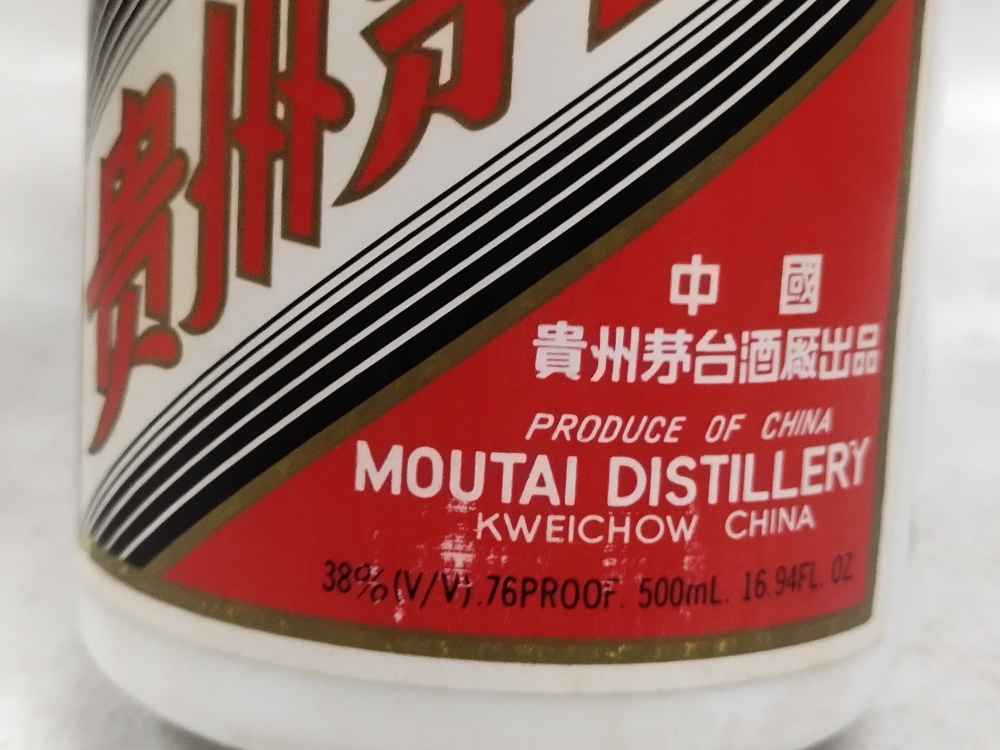 貴州茅
中國
貴州茅台酒厰出品
PRODUCE OF CHINA
MOUTAI DISTILLERY
KWEICHOW CHINA
38%(V/V).76PROOF. 500mL. 16.94FL. OZ